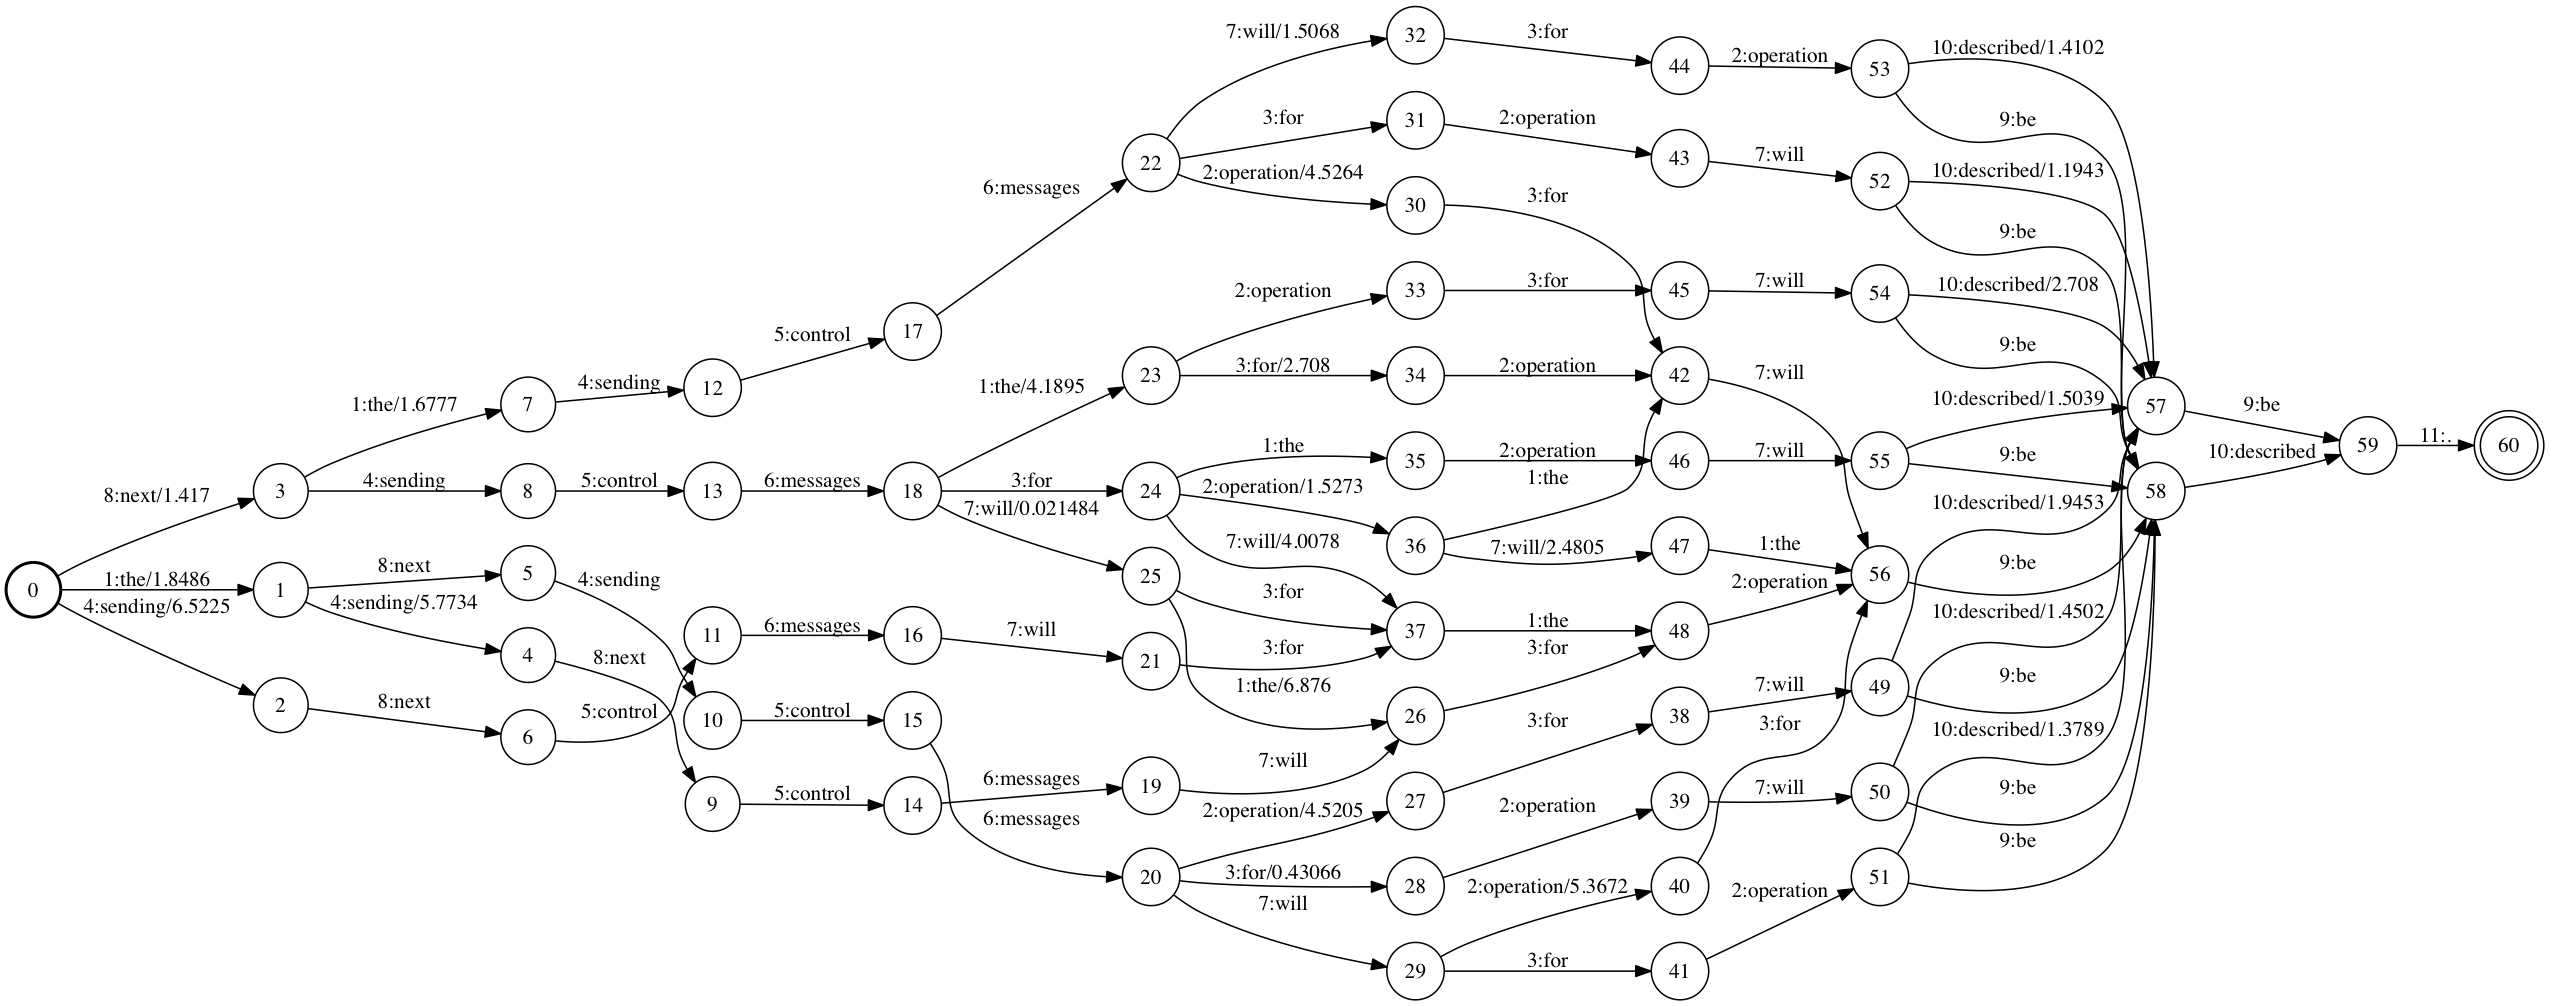 0
8:next/1.417
1:the/1.8486
4:sending/6.5225
3
1
2
1:the/1.6777
4:sending
8:next
4:sending/5.7734
8:next
7
8
5
4
6
4:sending
5:control
4:sending
8:next
5:control
12
13
11
10
9
5:control
6:messages
6:messages
5:control
5:control
17
18
16
15
14
6:messages
1:the/4.1895
3:for
7:will/0.021484
7:will
6:messages
6:messages
22
23
24
25
21
19
20
7:will/1.5068
3:for
2:operation/4.5264
2:operation
3:for/2.708
1:the
2:operation/1.5273
7:will/4.0078
3:for
3:for
1:the/6.876
7:will
2:operation/4.5205
3:for/0.43066
7:will
32
31
30
33
34
35
36
37
26
27
28
29
3:for
2:operation
3:for
3:for
2:operation
2:operation
1:the
7:will/2.4805
1:the
3:for
3:for
2:operation
2:operation/5.3672
3:for
44
43
45
42
46
47
48
38
39
40
41
2:operation
7:will
7:will
7:will
7:will
1:the
2:operation
7:will
3:for
7:will
2:operation
53
52
54
55
56
49
50
51
10:described/1.4102
9:be
10:described/1.1943
9:be
10:described/2.708
9:be
10:described/1.5039
9:be
10:described/1.9453
9:be
10:described/1.4502
9:be
10:described/1.3789
9:be
9:be
57
58
9:be
10:described
59
11:.
60